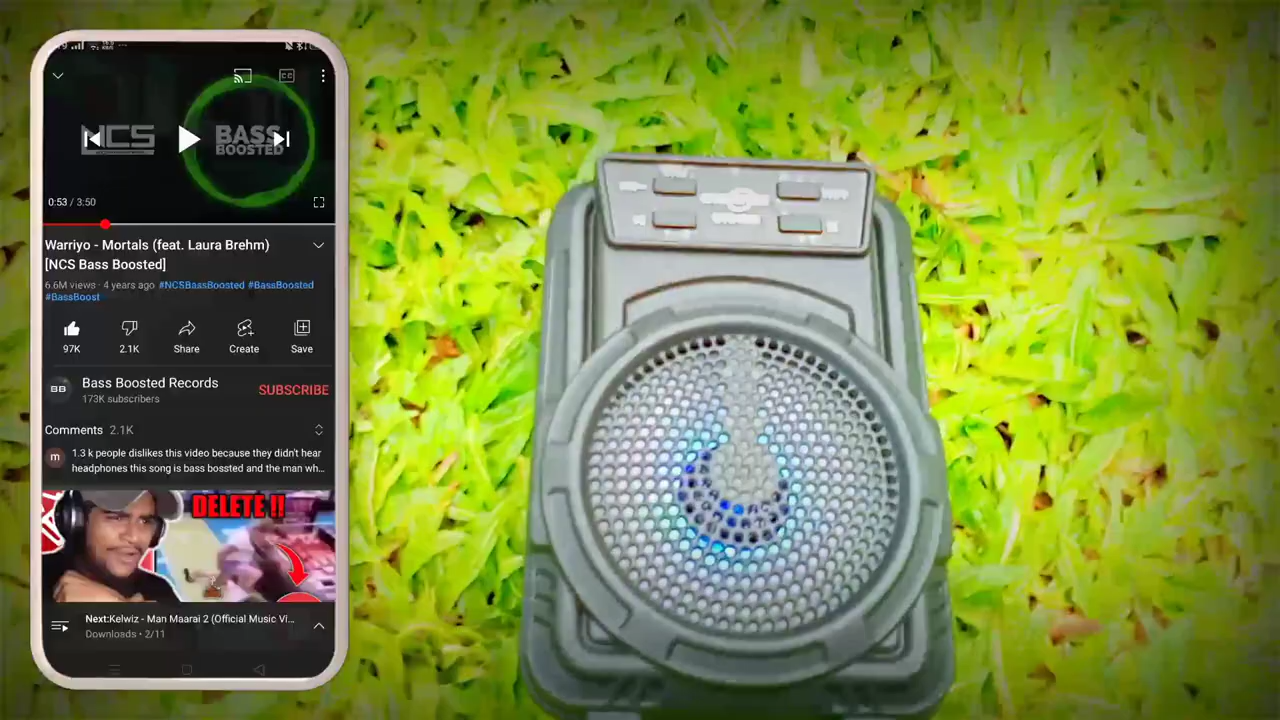 NCS
BASS
BOOSTED
0:53 / 3:50
Warriyo - Mortals (feat. Laura Brehm)
[NCS Bass Boosted]
6.6M views · 4 years ago #NCSBassBoosted #BassBoosted
#BassBoost
97K
2.1K
Share
Create
Save
BB
Bass Boosted Records
173K subscribers
SUBSCRIBE
Comments 2.1K
m
1.3 k people dislikes this video because they didn't hear
headphones this song is bass bossted and the man wh...
DELETE !!
Next:Kelwiz - Man Maarai 2 (Official Music Vi...
Downloads · 2/11